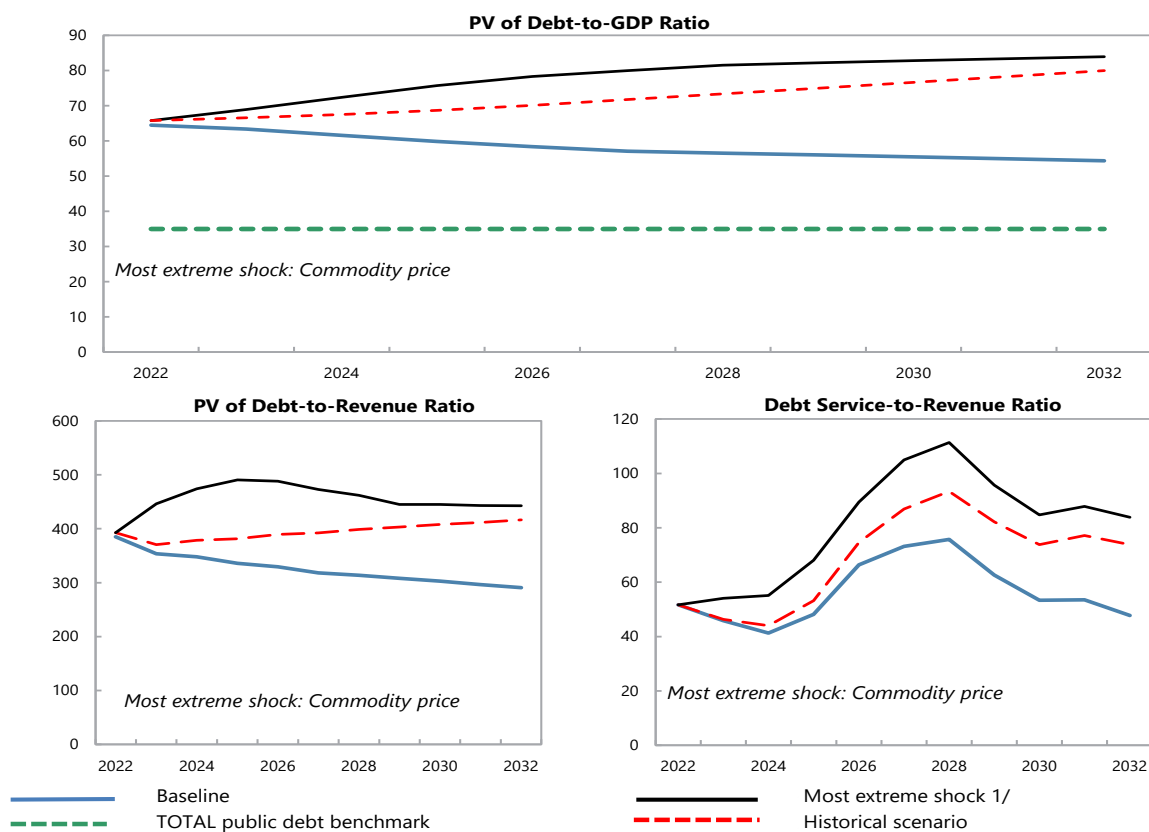 PV of Debt-to-GDP Ratio
90
80
70
60
50
40
30
20
10
0
Most extreme shock: Commodity price
2022 2024 2026 2028 2030 2032
PV of Debt-to-Revenue Ratio
600
500
400
300
200
100
0
Most extreme shock: Commodity price
2022 2024 2026 2028 2030 2032
Debt Service-to-Revenue Ratio
120
100
80
60
40
20
0
Most extreme shock: Commodity price
2022 2024 2026 2028 2030 2032
Baseline
TOTAL public debt benchmark
Most extreme shock 1/
Historical scenario